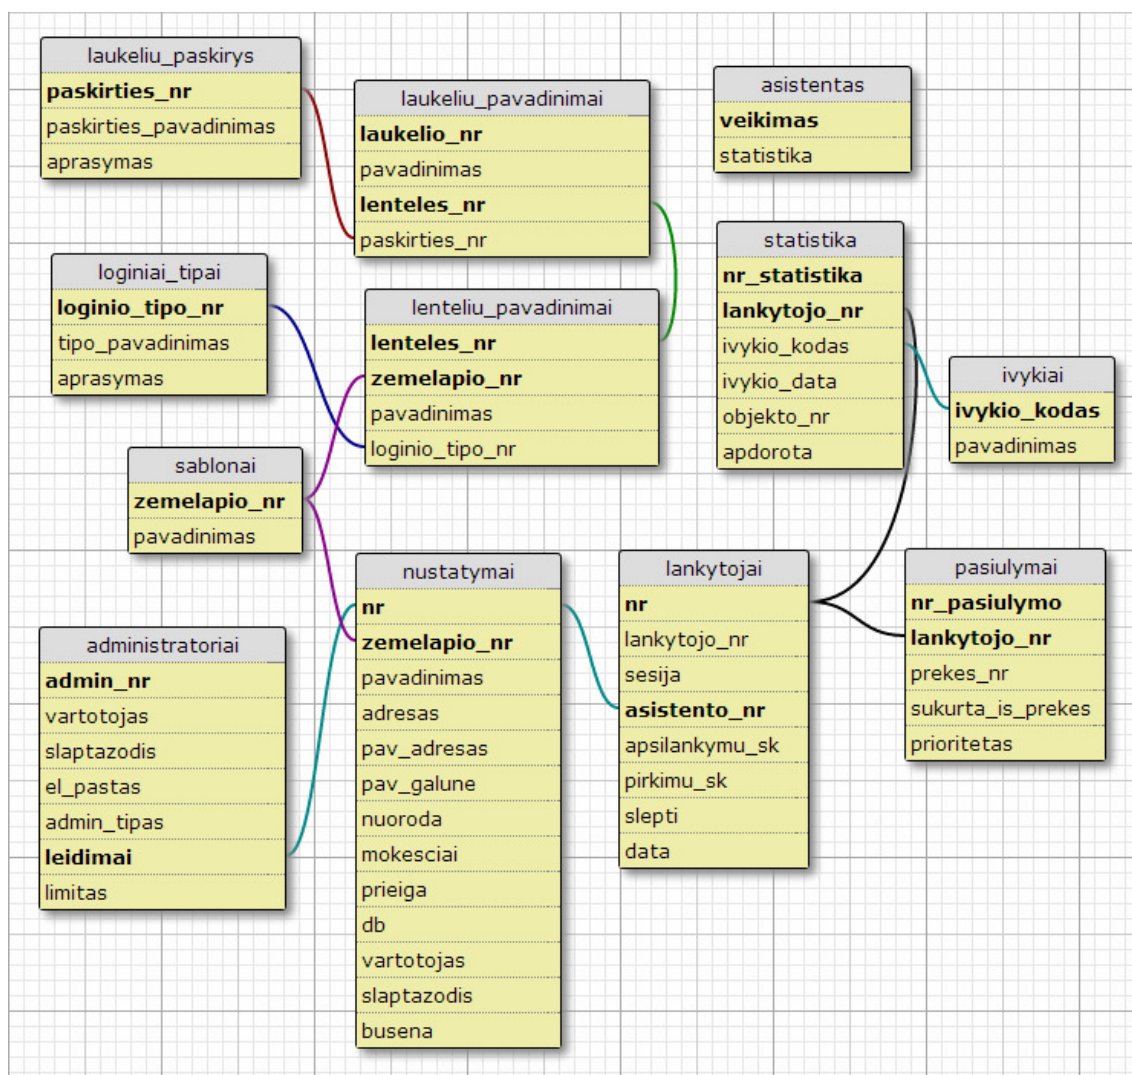 laukeliu_paskirys
paskirties_nr
paskirties_pavadinimas
aprasymas
laukeliu_pavadinimai
laukelio_nr
pavadinimas
lenteles_nr
paskirties_nr
asistentas
veikimas
statistika
loginiai_tipai
loginio_tipo_nr
tipo_pavadinimas
aprasymas
lenteliu_pavadinimai
lenteles_nr
zemelapio_nr
pavadinimas
loginio_tipo_nr
statistika
nr_statistika
lankytojo_nr
ivykio_kodas
ivykio_data
objekto_nr
apdorota
ivykiai
ivykio_kodas
pavadinimas
sablonai
zemelapio_nr
pavadinimas
nustatymai
nr
zemelapio_nr
pavadinimas
adresas
pav_adresas
pav_galune
nuoroda
mokesciai
prieiga
db
vartotojas
slaptazodis
busena
lankytojai
nr
lankytojo_nr
sesija
asistento_nr
apsilankymu_sk
pirkimu_sk
slepti
data
pasiulymai
nr_pasiulymo
lankytojo_nr
prekes_nr
sukurta_is_prekes
prioritetas
administratoriai
admin_nr
vartotojas
slaptazodis
el_pastas
admin_tipas
leidimai
limitas